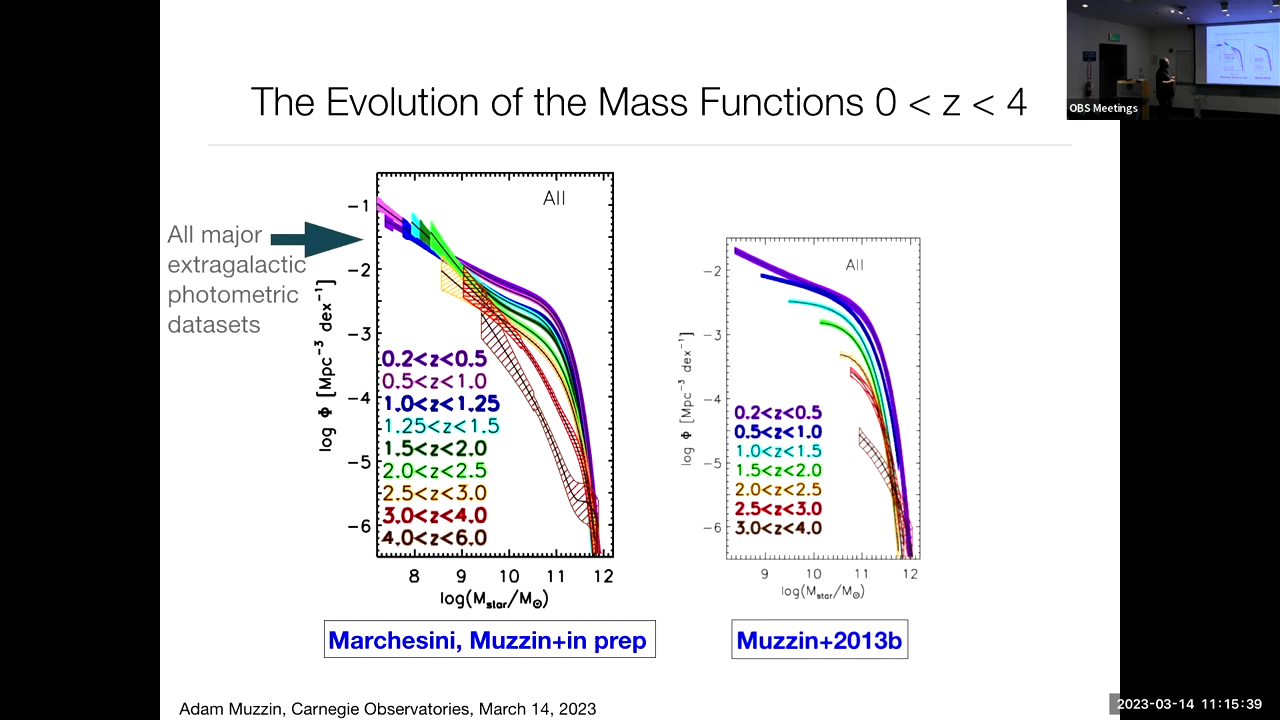 OBS Meetings
The Evolution of the Mass Functions 0 < z < 4
All major
extragalactic
photometric
datasets
All
−1
−2
−3
−4
−5
−6
log Φ [Mpc⁻³ dex⁻¹]
0.2<z<0.5
0.5<z<1.0
1.0<z<1.25
1.25<z<1.5
1.5<z<2.0
2.0<z<2.5
2.5<z<3.0
3.0<z<4.0
4.0<z<6.0
8 9 10 11 12
log(M_star/M_⊙)
Marchesini, Muzzin+in prep
All
−2
−3
−4
−5
−6
log Φ [Mpc⁻³ dex⁻¹]
0.2<z<0.5
0.5<z<1.0
1.0<z<1.5
1.5<z<2.0
2.0<z<2.5
2.5<z<3.0
3.0<z<4.0
9 10 11 12
log(M_star/M_⊙)
Muzzin+2013b
Adam Muzzin, Carnegie Observatories, March 14, 2023
2023-03-14 11:15:39